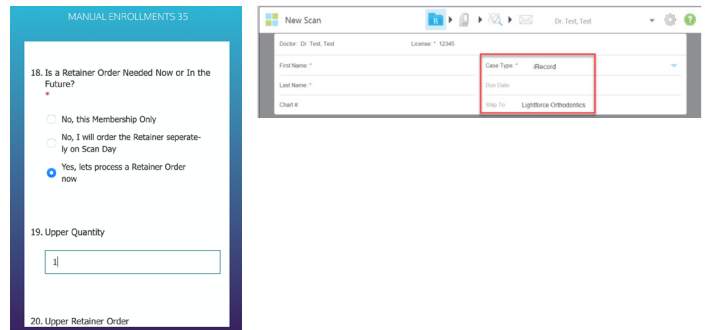 MANUAL ENROLLMENTS 35
18. Is a Retainer Order Needed Now or In the
Future?
*
No, this Membership Only
No, I will order the Retainer seperate-
ly on Scan Day
Yes, lets process a Retainer Order
now
19. Upper Quantity
1
20. Upper Retainer Order
New Scan
Dr. Test, Test
Doctor: Dr. Test, Test License: * 12345
First Name: * Case Type: * iRecord
Last Name: * Due Date:
Chart #: Ship To: Lightforce Orthodontics